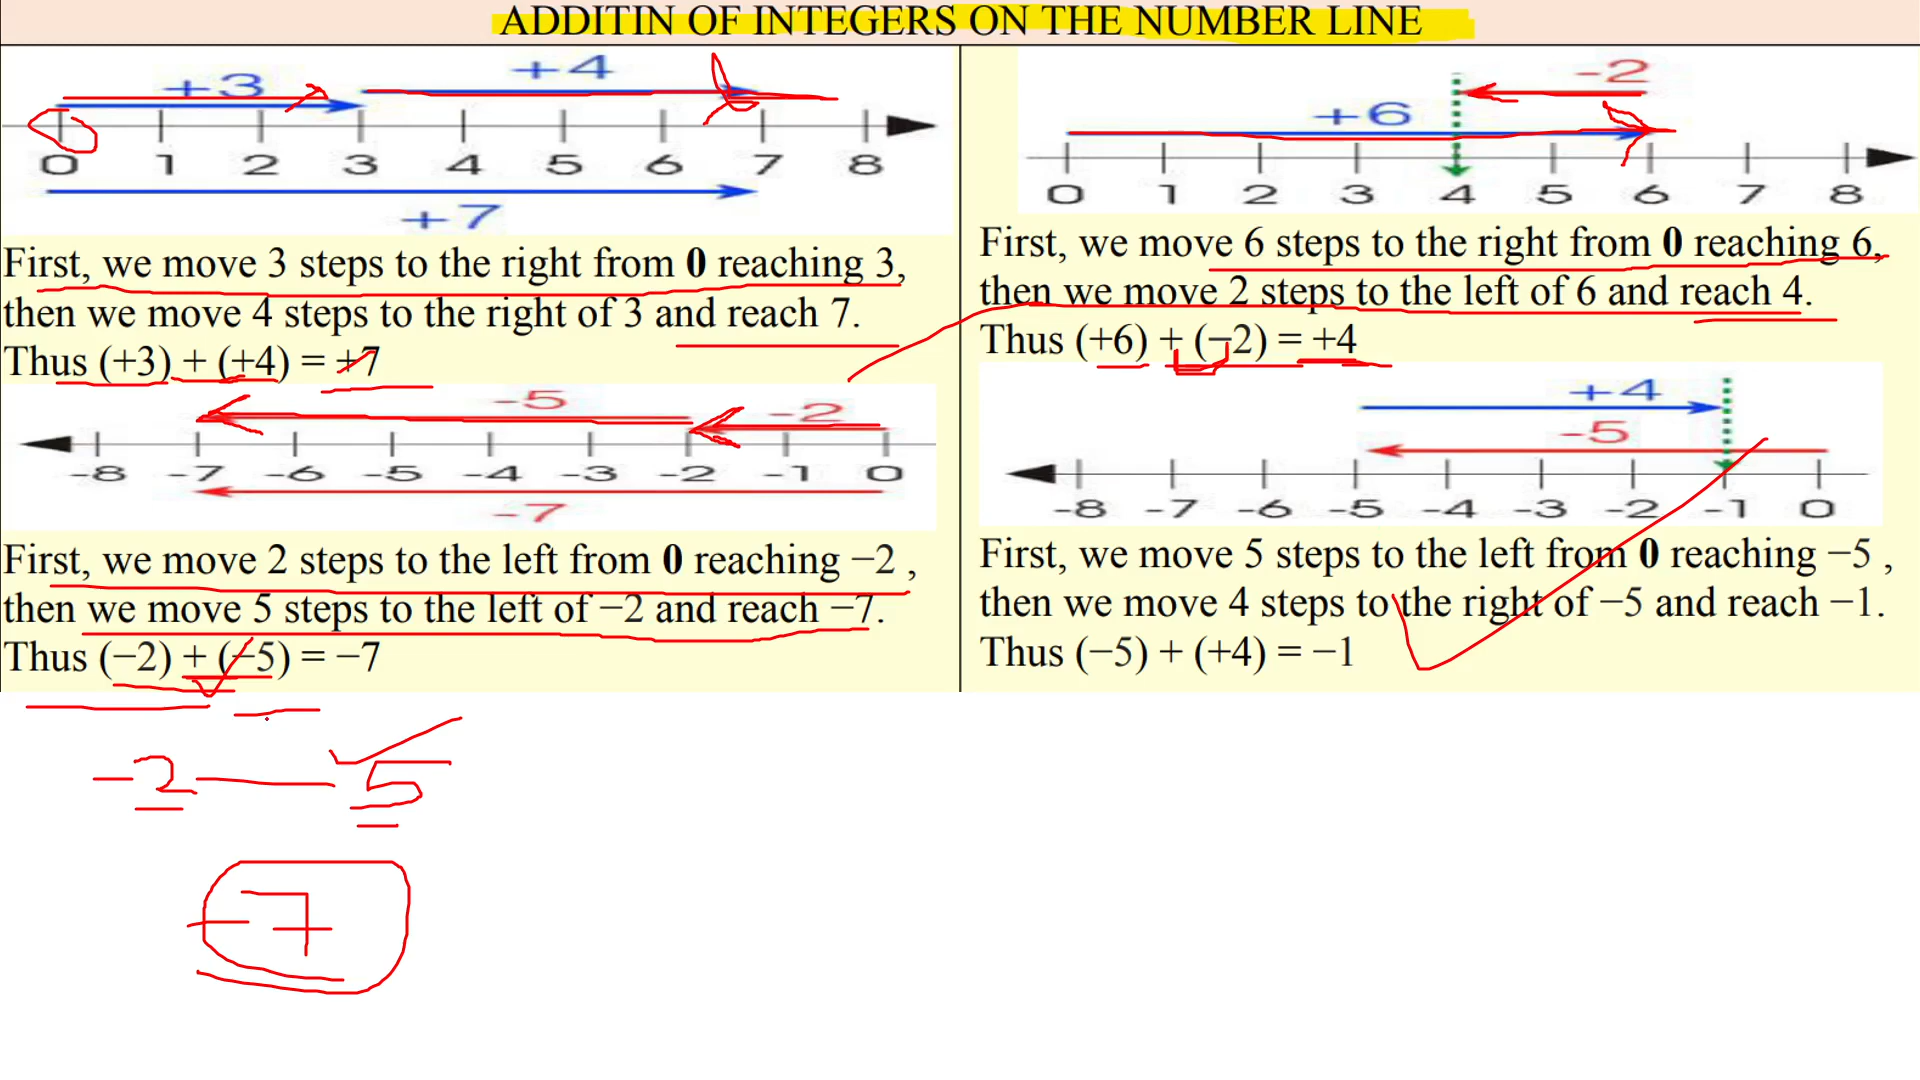 ADDITIN OF INTEGERS ON THE NUMBER LINE
+3 +4
0 1 2 3 4 5 6 7 8
+7
First, we move 3 steps to the right from 0 reaching 3,
then we move 4 steps to the right of 3 and reach 7.
Thus (+3) + (+4) = +7
-5 -2
-8 -7 -6 -5 -4 -3 -2 -1 0
-7
First, we move 2 steps to the left from 0 reaching −2 ,
then we move 5 steps to the left of −2 and reach −7.
Thus (−2) + (−5) = −7
-2 - 5
-7
-2
+6
0 1 2 3 4 5 6 7 8
First, we move 6 steps to the right from 0 reaching 6,
then we move 2 steps to the left of 6 and reach 4.
Thus (+6) + (−2) = +4
+4
-5
-8 -7 -6 -5 -4 -3 -2 -1 0
First, we move 5 steps to the left from 0 reaching −5 ,
then we move 4 steps to the right of −5 and reach −1.
Thus (−5) + (+4) = −1